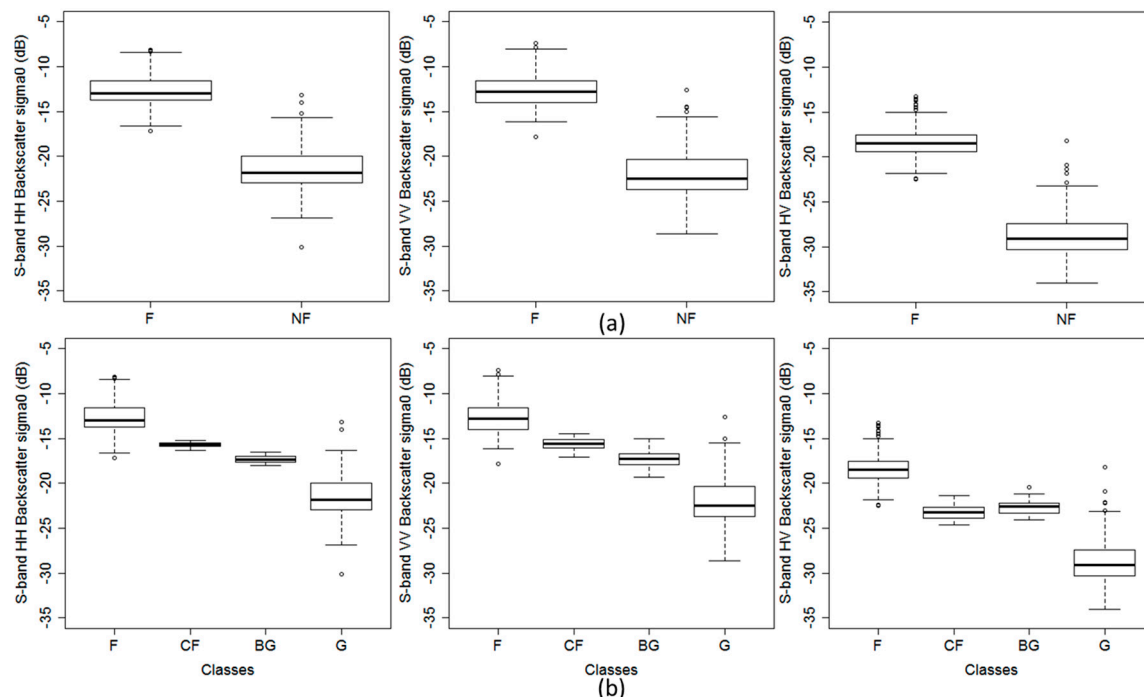 S-band HH Backscatter sigma0 (dB)
-5
-10
-15
-20
-25
-30
-35
F
NF
S-band VV Backscatter sigma0 (dB)
-5
-10
-15
-20
-25
-30
-35
F
NF
S-band HV Backscatter sigma0 (dB)
-5
-10
-15
-20
-25
-30
-35
F
NF
(a)
S-band HH Backscatter sigma0 (dB)
-5
-10
-15
-20
-25
-30
-35
F
CF
BG
G
Classes
S-band VV Backscatter sigma0 (dB)
-5
-10
-15
-20
-25
-30
-35
F
CF
BG
G
Classes
S-band HV Backscatter sigma0 (dB)
-5
-10
-15
-20
-25
-30
-35
F
CF
BG
G
Classes
(b)